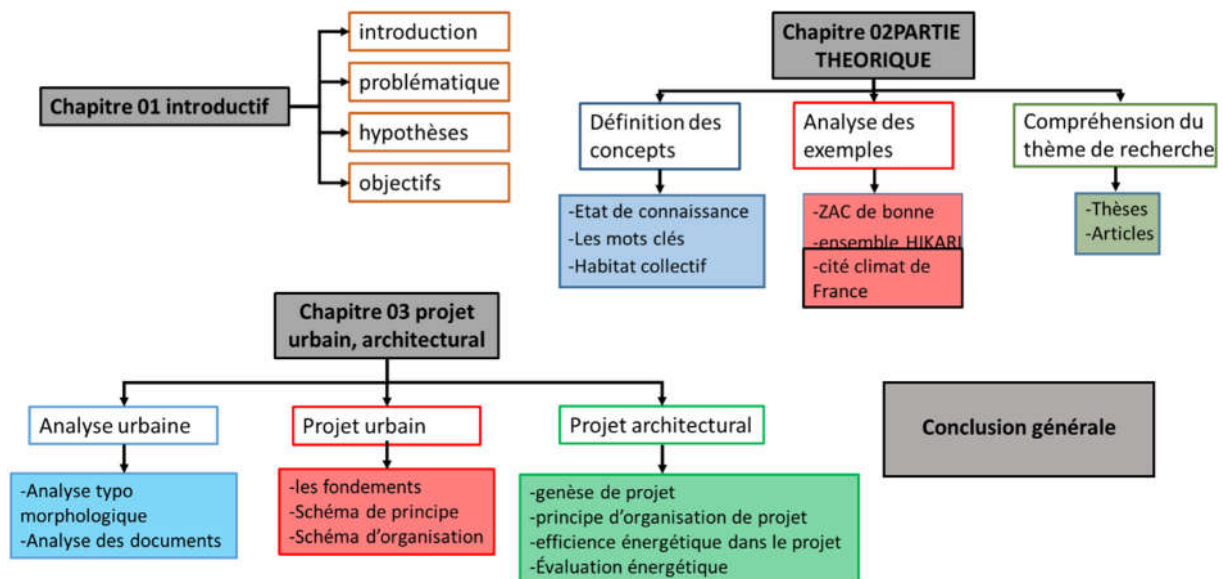 Chapitre 01 introductif
introduction
problématique
hypothèses
objectifs
Chapitre 02PARTIE
THEORIQUE
Définition des
concepts
-Etat de connaissance
-Les mots clés
-Habitat collectif
Analyse des
exemples
-ZAC de bonne
-ensemble HIKARI
-cité climat de
France
Compréhension du
thème de recherche
-Thèses
-Articles
Chapitre 03 projet
urbain, architectural
Analyse urbaine
-Analyse typo
morphologique
-Analyse des documents
Projet urbain
-les fondements
-Schéma de principe
-Schéma d'organisation
Projet architectural
-genèse de projet
-principe d'organisation de projet
-efficience énergétique dans le projet
-Évaluation énergétique
Conclusion générale